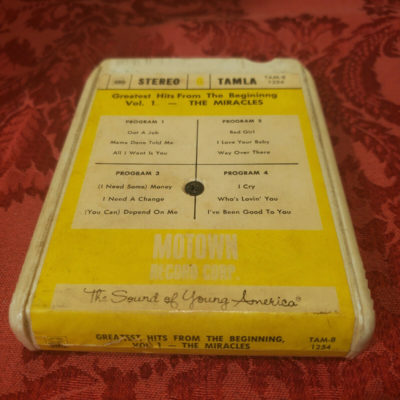 STEREO 8 TAMLA TAM-8
1254
Greatest Hits From The Beginning
Vol. 1. — THE MIRACLES
PROGRAM 1
Got A Job
Mama Done Told Me
All I Want Is You
PROGRAM 2
Bad Girl
I Love Your Baby
Way Over There
PROGRAM 3
(I Need Some) Money
I Need A Change
(You Can) Depend On Me
PROGRAM 4
I Cry
Who's Lovin' You
I've Been Good To You
MOTOWN
RECORD CORP.
The Sound of Young America®
GREATEST HITS FROM THE BEGINNING, TAM-8
VOL 1 — THE MIRACLES 1254